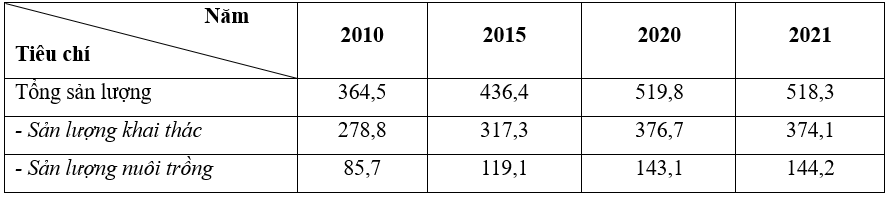 Năm
Tiêu chí
2010 2015 2020 2021
Tổng sản lượng 364,5 436,4 519,8 518,3
- Sản lượng khai thác 278,8 317,3 376,7 374,1
- Sản lượng nuôi trồng 85,7 119,1 143,1 144,2